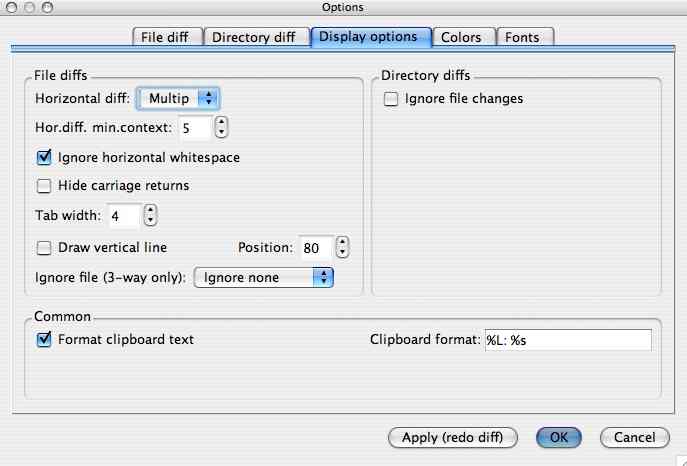 Options
File diff Directory diff Display options Colors Fonts
File diffs
Horizontal diff: Multip
Hor.diff. min.context: 5
Ignore horizontal whitespace
Hide carriage returns
Tab width: 4
Draw vertical line Position: 80
Ignore file (3-way only): Ignore none
Directory diffs
Ignore file changes
Common
Format clipboard text Clipboard format: %L: %s
Apply (redo diff) OK Cancel